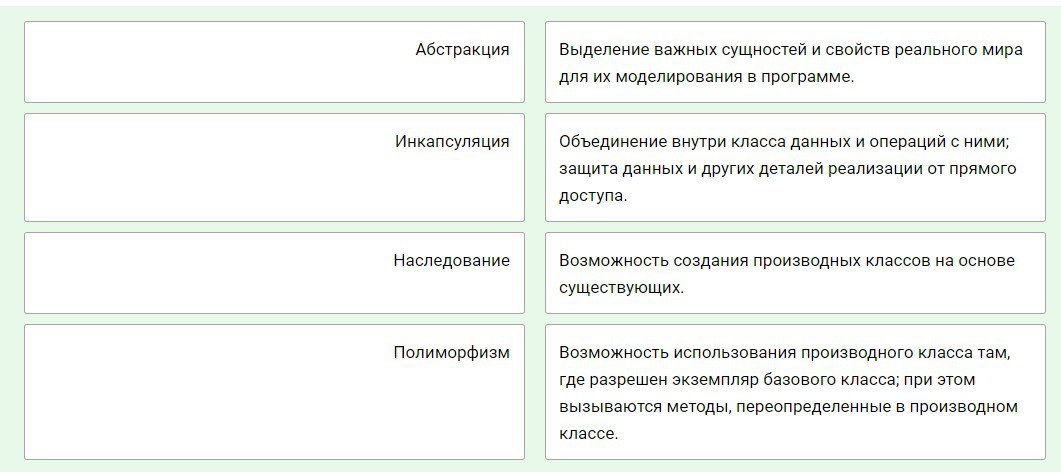 Абстракция
Выделение важных сущностей и свойств реального мира
для их моделирования в программе.
Инкапсуляция
Объединение внутри класса данных и операций с ними;
защита данных и других деталей реализации от прямого
доступа.
Наследование
Возможность создания производных классов на основе
существующих.
Полиморфизм
Возможность использования производного класса там,
где разрешен экземпляр базового класса; при этом
вызываются методы, переопределенные в производном
классе.